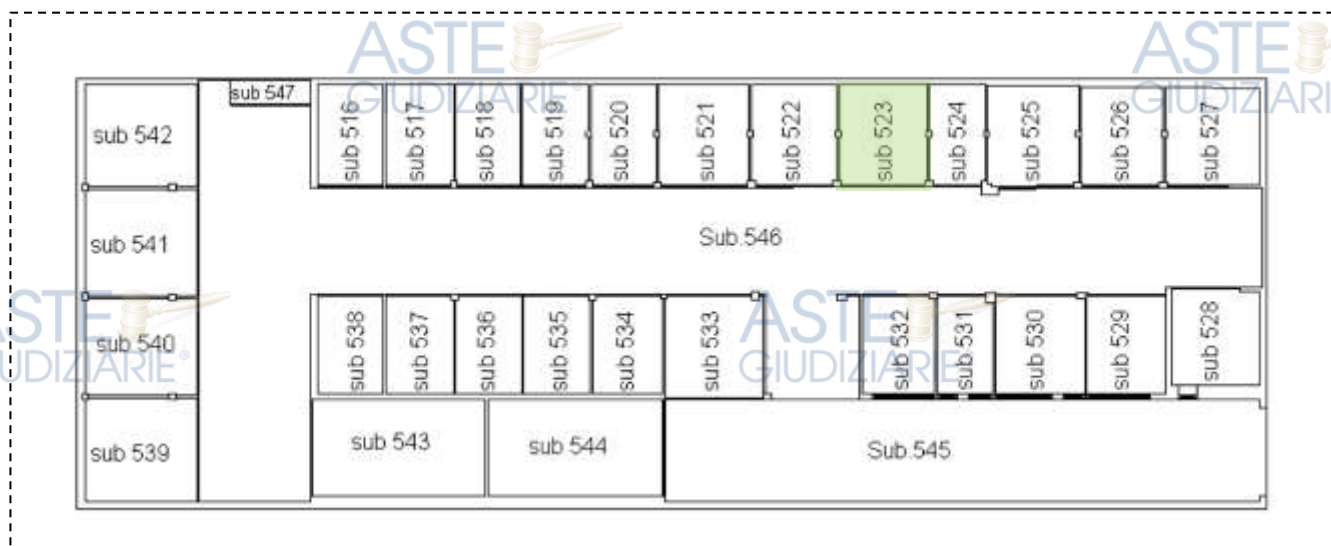 ASTE
GIUDIZIARIE®
ASTE
GIUDIZIARI
sub 547
sub 542
sub 516
sub 517
sub 518
sub 519
sub 520
sub 521
sub 522
sub 523
sub 524
sub 525
sub 526
sub 527
sub 541
Sub.546
ASTE
GIUDIZIARIE®
ASTE
GIUDIZIARIE®
sub 540
sub 538
sub 537
sub 536
sub 535
sub 534
sub 533
sub 532
sub 531
sub 530
sub 529
sub 528
sub 539
sub 543
sub 544
Sub.545